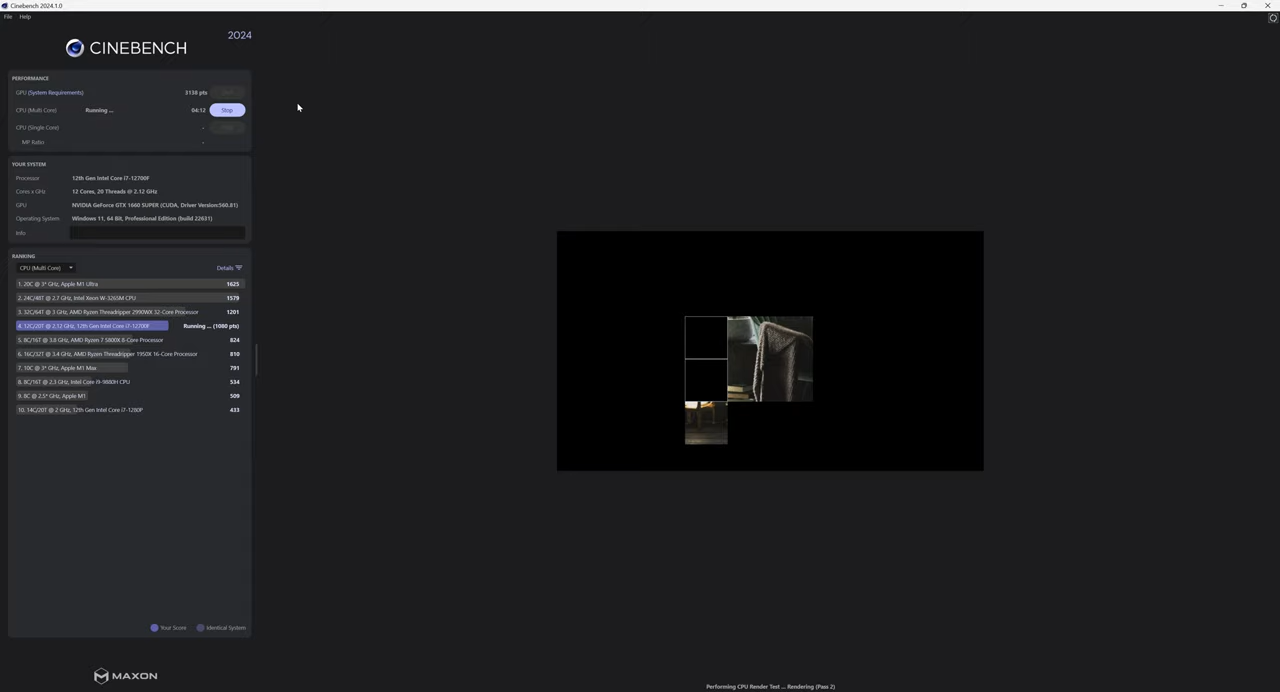 Cinebench 2024.1.0
File Help
2024
CINEBENCH
PERFORMANCE
GPU (System Requirements) 3138 pts
CPU (Multi Core) Running ... 04:12 Stop
CPU (Single Core) -
MP Ratio -
YOUR SYSTEM
Processor 12th Gen Intel Core i7-12700F
Cores x GHz 12 Cores, 20 Threads @ 2.12 GHz
GPU NVIDIA GeForce GTX 1660 SUPER (CUDA, Driver Version:560.81)
Operating System Windows 11, 64 Bit, Professional Edition (build 22631)
Info
RANKING
CPU (Multi Core) Details
1. 20C @ 3* GHz, Apple M1 Ultra 1625
2. 24C/48T @ 2.7 GHz, Intel Xeon W-3265M CPU 1579
3. 32C/64T @ 3 GHz, AMD Ryzen Threadripper 2990WX 32-Core Processor 1201
4. 12C/20T @ 2.12 GHz, 12th Gen Intel Core i7-12700F Running ... (1080 pts)
5. 8C/16T @ 3.8 GHz, AMD Ryzen 7 5800X 8-Core Processor 824
6. 16C/32T @ 3.4 GHz, AMD Ryzen Threadripper 1950X 16-Core Processor 810
7. 10C @ 3* GHz, Apple M1 Max 791
8. 8C/16T @ 2.3 GHz, Intel Core i9-9880H CPU 534
9. 8C @ 2.5* GHz, Apple M1 509
10. 14C/20T @ 2 GHz, 12th Gen Intel Core i7-1280P 433
Your Score Identical System
MAXON
Performing CPU Render Test ... Rendering (Pass 2)